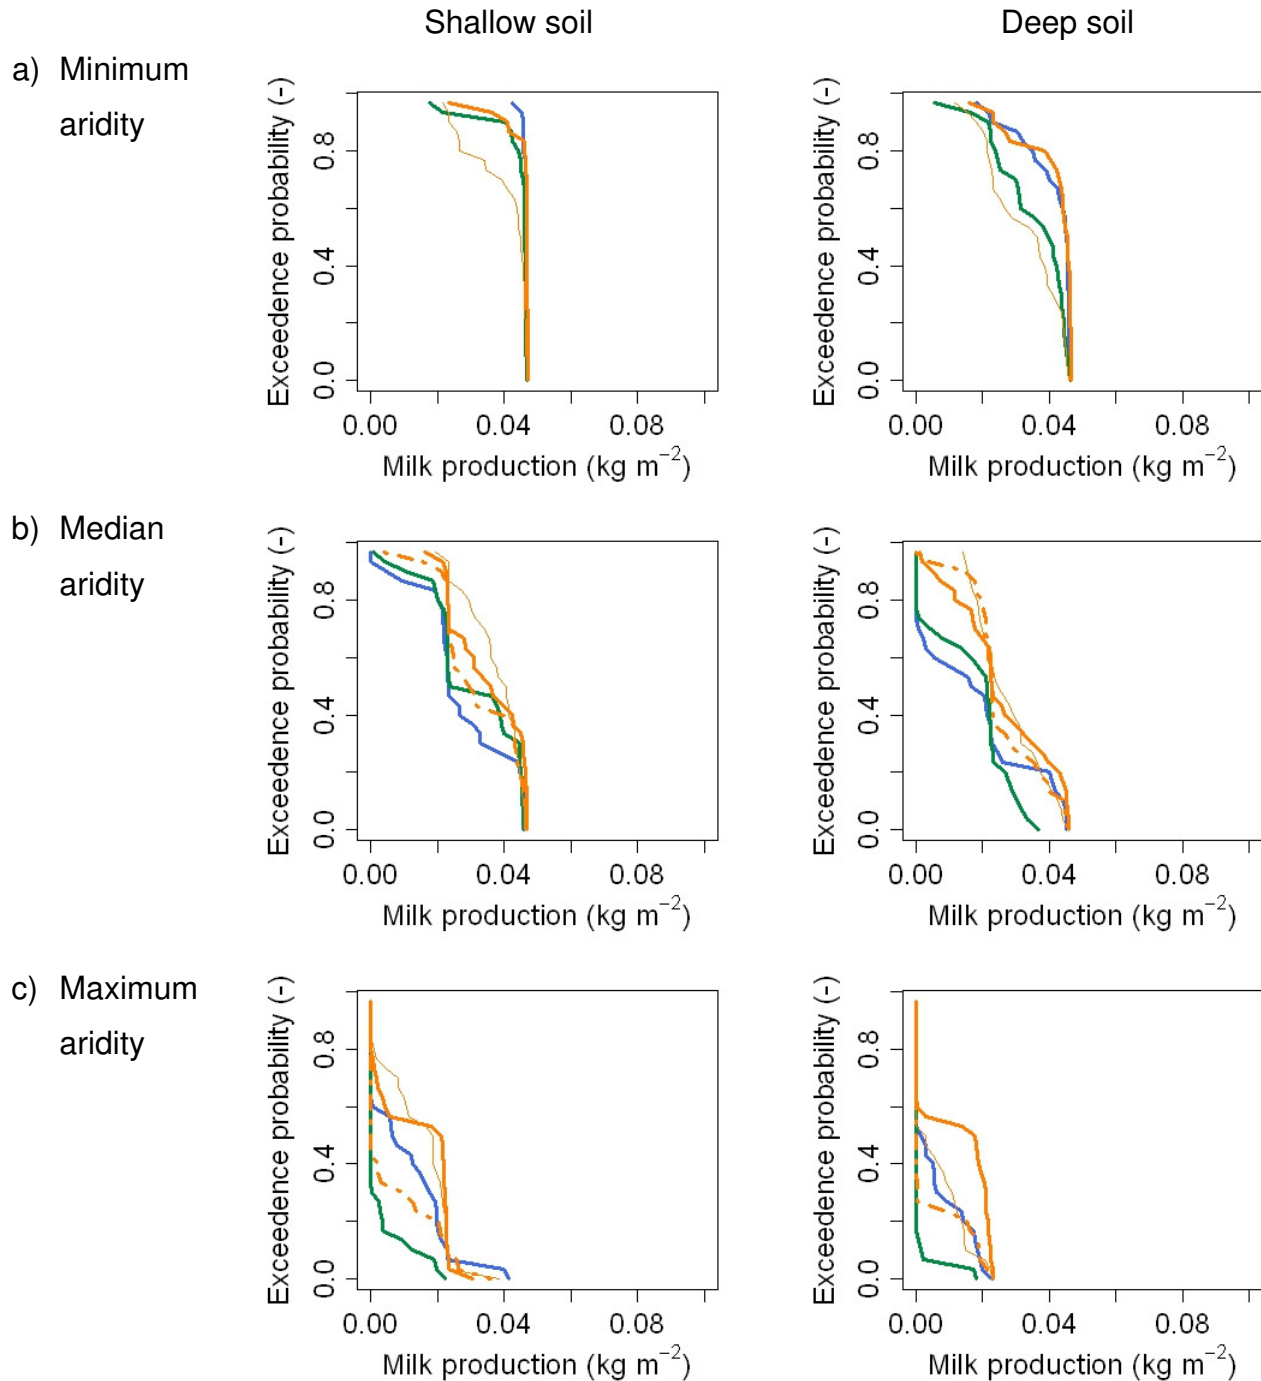 Shallow soil
Deep soil
a) Minimum
aridity
Exceedence probability (-)
0.0 0.4 0.8
0.00 0.04 0.08
Milk production (kg m⁻²)
Exceedence probability (-)
0.0 0.4 0.8
0.00 0.04 0.08
Milk production (kg m⁻²)
b) Median
aridity
Exceedence probability (-)
0.0 0.4 0.8
0.00 0.04 0.08
Milk production (kg m⁻²)
Exceedence probability (-)
0.0 0.4 0.8
0.00 0.04 0.08
Milk production (kg m⁻²)
c) Maximum
aridity
Exceedence probability (-)
0.0 0.4 0.8
0.00 0.04 0.08
Milk production (kg m⁻²)
Exceedence probability (-)
0.0 0.4 0.8
0.00 0.04 0.08
Milk production (kg m⁻²)